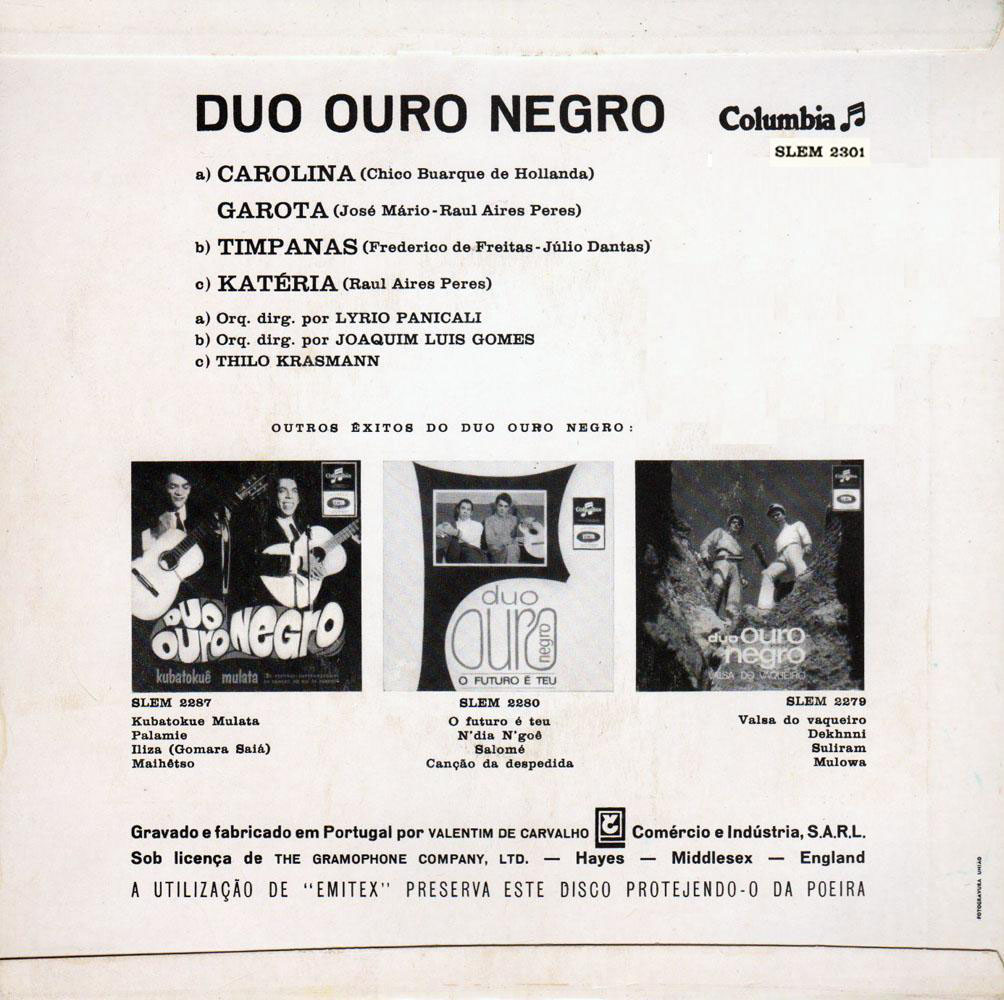 DUO OURO NEGRO
Columbia
SLEM 2301
a) CAROLINA (Chico Buarque de Hollanda)
GAROTA (José Mário-Raul Aires Peres)
b) TIMPANAS (Frederico de Freitas-Júlio Dantas)
c) KATÉRIA (Raul Aires Peres)
a) Orq. dirg. por LYRIO PANICALI
b) Orq. dirg. por JOAQUIM LUIS GOMES
c) THILO KRASMANN
OUTROS ÊXITOS DO DUO OURO NEGRO:
Columbia
DUO
OURO NEGRO
kubatokuê mulata
SLEM 2287
Kubatokue Mulata
Palamie
Iliza (Gomara Saiá)
Maihêtso
Columbia
duo
ouro
negro
O FUTURO É TEU
SLEM 2280
O futuro é teu
N'dia N'goê
Salomé
Canção da despedida
Columbia
duo ouro
negro
VALSA DO VAQUEIRO
SLEM 2279
Valsa do vaqueiro
Dekhnni
Suliram
Mulowa
Gravado e fabricado em Portugal por VALENTIM DE CARVALHO Comércio e Indústria, S.A.R.L.
Sob licença de THE GRAMOPHONE COMPANY, LTD. — Hayes — Middlesex — England
A UTILIZAÇÃO DE "EMITEX" PRESERVA ESTE DISCO PROTEJENDO-O DA POEIRA
FOTOGRAVURA UNIÃO